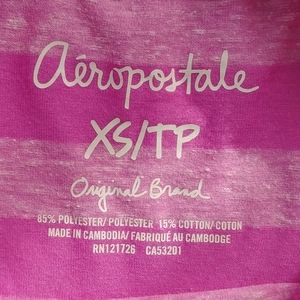 Aéropostale
XS/TP
Original Brand
85% POLYESTER/ POLYESTER 15% COTTON/ COTON
MADE IN CAMBODIA/ FABRIQUÉ AU CAMBODGE
RN121726 CA53201